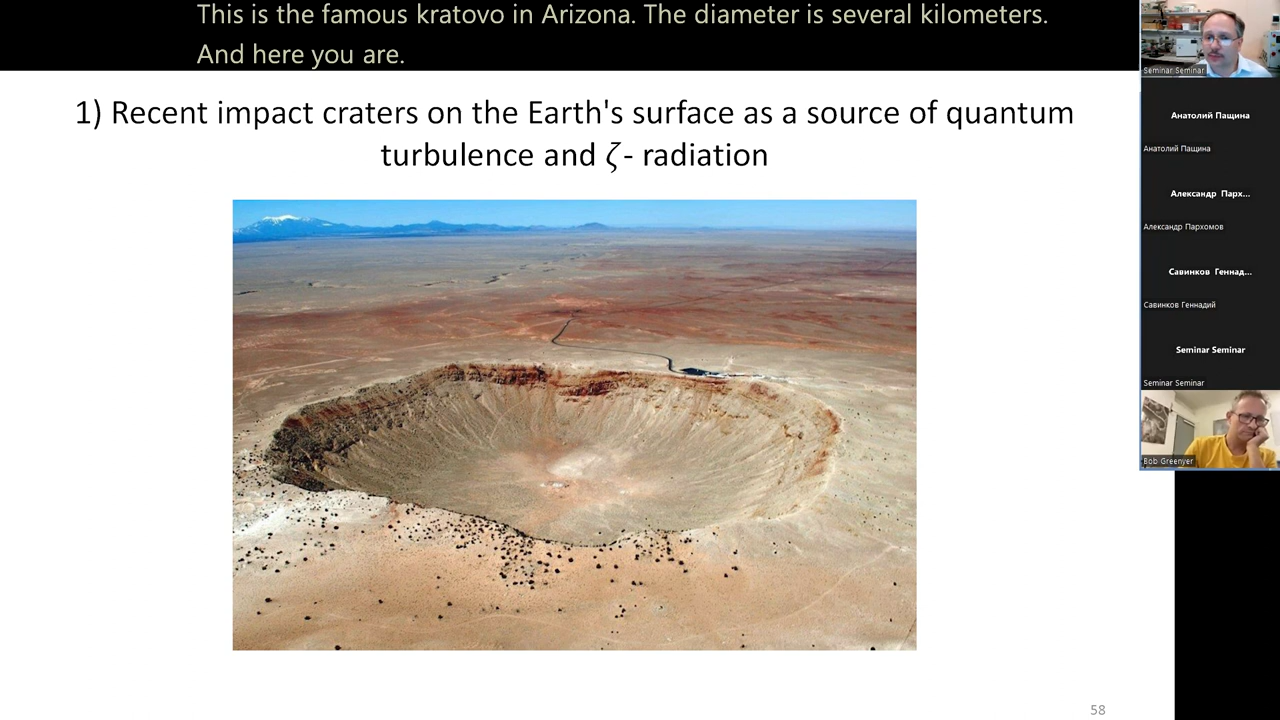 This is the famous kratovo in Arizona. The diameter is several kilometers.
And here you are.
1) Recent impact craters on the Earth's surface as a source of quantum
turbulence and ζ - radiation
58
Seminar Seminar
Анатолий Пащина
Анатолий Пащина
Александр Парх...
Александр Пархомов
Савинков Геннад...
Савинков Геннадий
Seminar Seminar
Seminar Seminar
Bob Greenyer